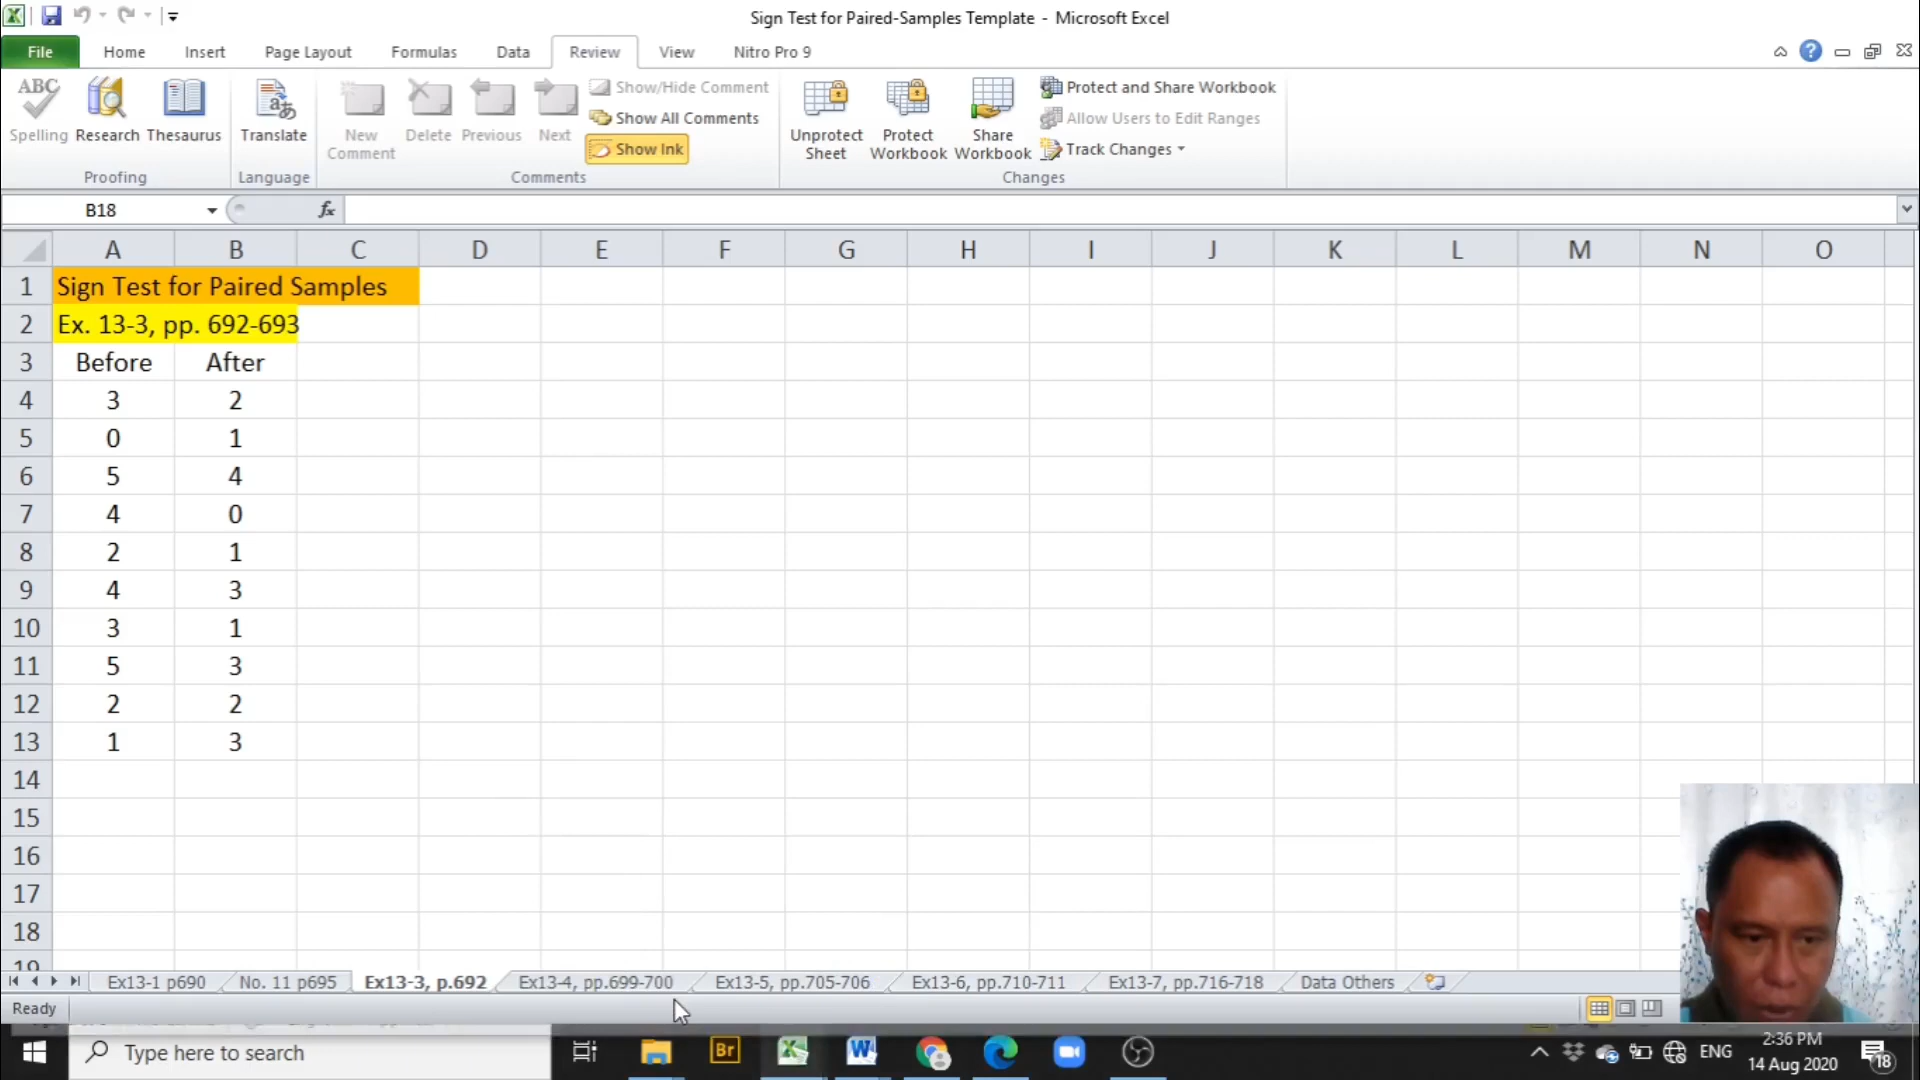 Sign Test for Paired-Samples Template - Microsoft Excel
File Home Insert Page Layout Formulas Data Review View Nitro Pro 9
ABC
Spelling Research Thesaurus
Proofing
Translate
Language
New Comment Delete Previous Next
Show/Hide Comment
Show All Comments
Show Ink
Comments
Unprotect Sheet Protect Workbook Share Workbook
Protect and Share Workbook
Allow Users to Edit Ranges
Track Changes
Changes
B18 fx
A B C D E F G H I J K L M N O
1 Sign Test for Paired Samples
2 Ex. 13-3, pp. 692-693
3 Before After
4 3 2
5 0 1
6 5 4
7 4 0
8 2 1
9 4 3
10 3 1
11 5 3
12 2 2
13 1 3
14
15
16
17
18
19
Ex13-1 p690 No. 11 p695 Ex13-3, p.692 Ex13-4, pp.699-700 Ex13-5, pp.705-706 Ex13-6, pp.710-711 Ex13-7, pp.716-718 Data Others
Ready
Type here to search
Br
ENG
2:36 PM
14 Aug 2020
18